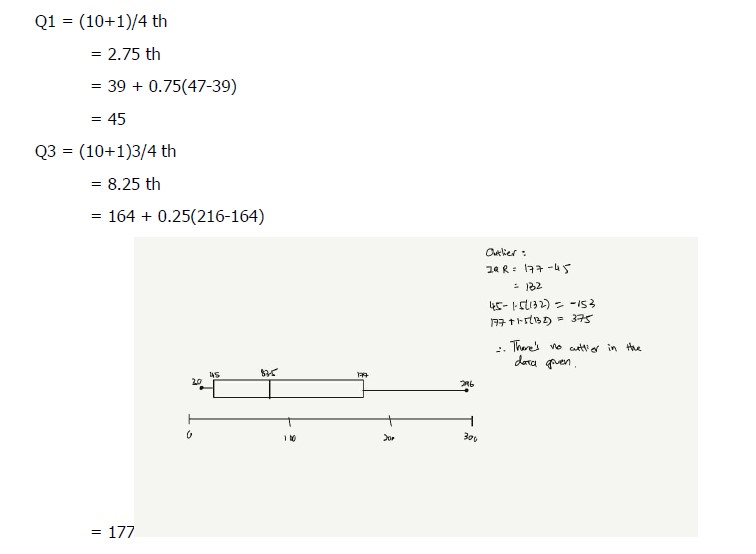 Q1 = (10+1)/4 th
= 2.75 th
= 39 + 0.75(47-39)
= 45
Q3 = (10+1)3/4 th
= 8.25 th
= 164 + 0.25(216-164)
Outlier :
IQR = 177-45
= 132
45-1.5(132) = -153
177+1.5(132) = 375
∴ There's no outlier in the
data given.
20 45 83.5 177 296
0 100 200 300
= 177